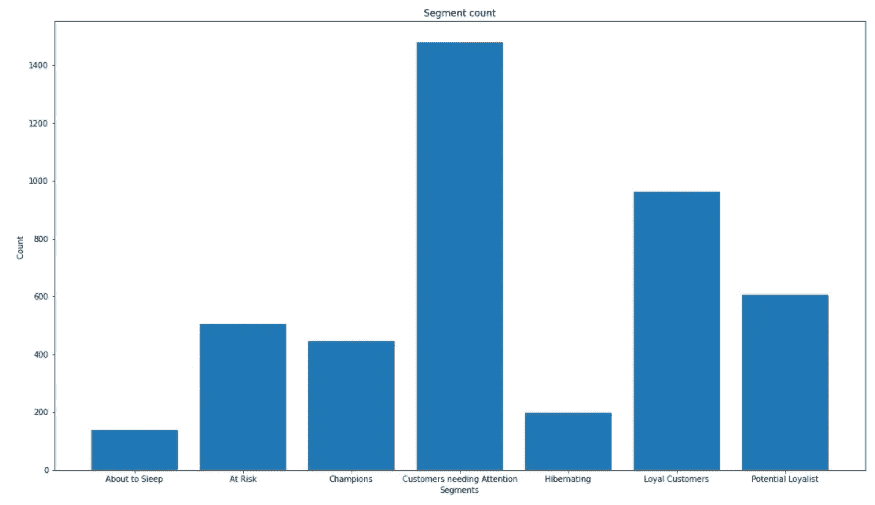 Segment count
1400
1200
1000
800
600
400
200
0
Count
About to Sleep At Risk Champions Customers needing Attention Hibernating Loyal Customers Potential Loyalist
Segments